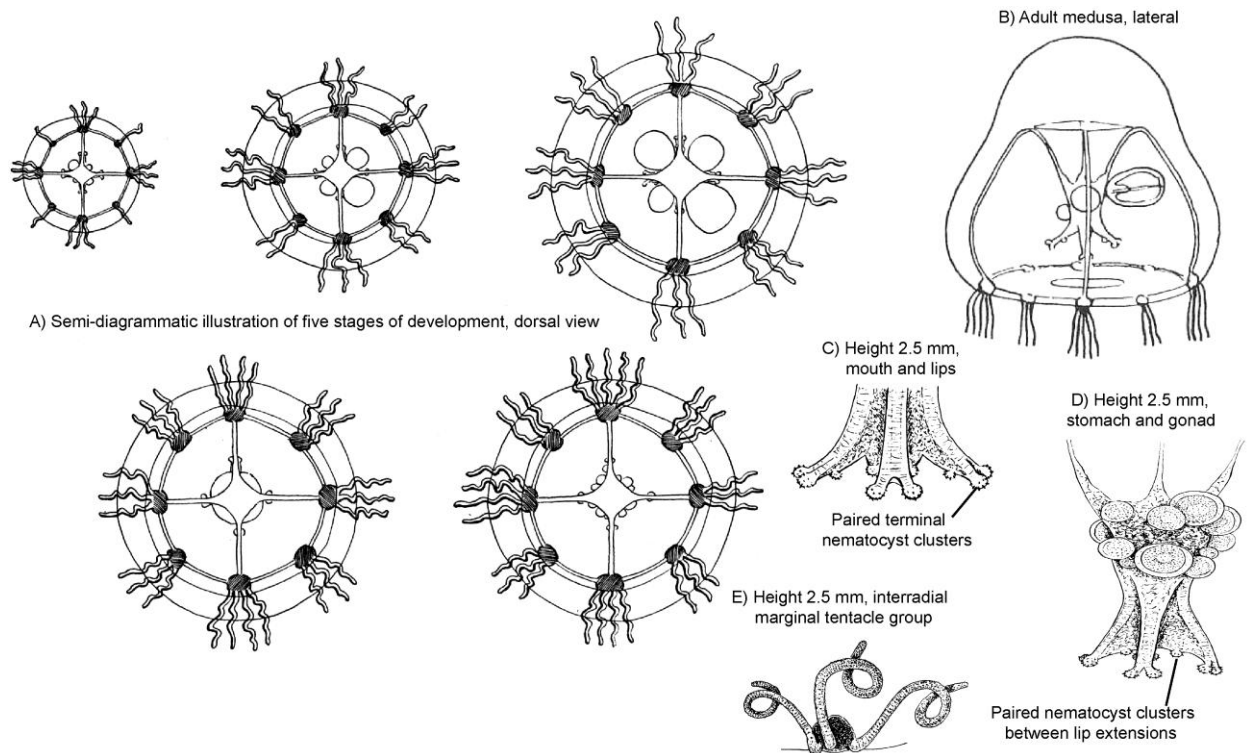 B) Adult medusa, lateral
A) Semi-diagrammatic illustration of five stages of development, dorsal view
C) Height 2.5 mm,
mouth and lips
Paired terminal
nematocyst clusters
D) Height 2.5 mm,
stomach and gonad
E) Height 2.5 mm, interradial
marginal tentacle group
Paired nematocyst clusters
between lip extensions